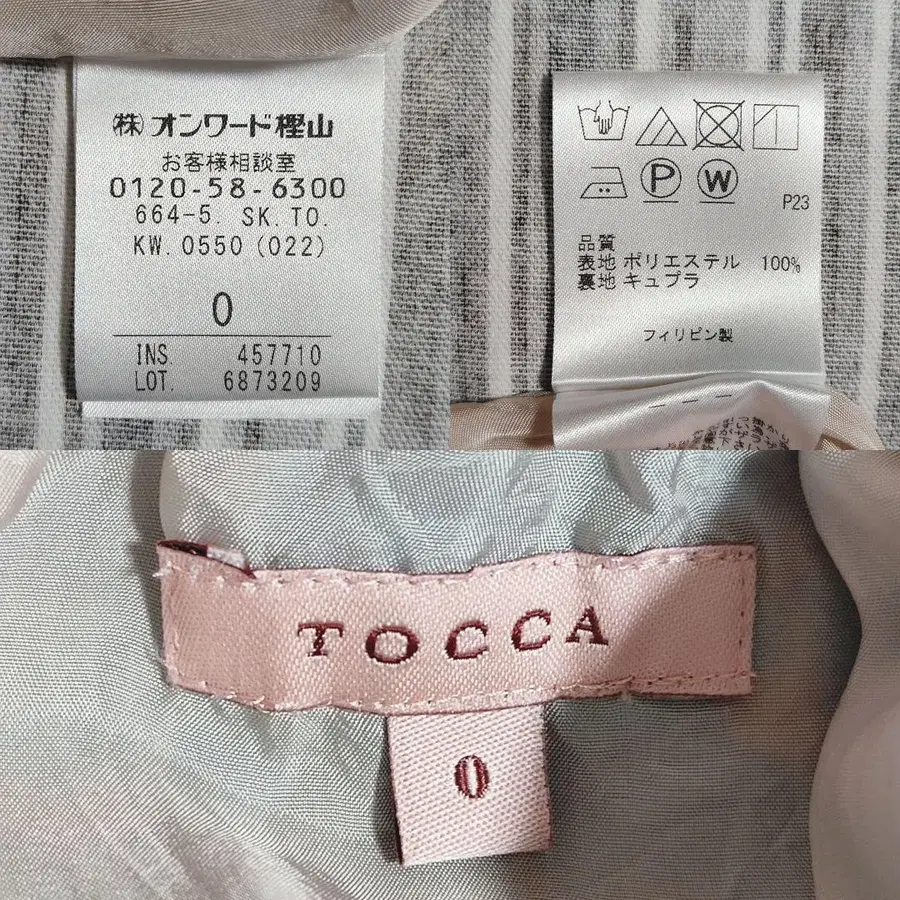 ㈱ オンワード樫山
お客様相談室
0120-58-6300
664-5. SK. TO.
KW. 0550 (022)
0
INS. 457710
LOT. 6873209
P
W
P23
品質
表地 ポリエステル 100%
裏地 キュプラ
フィリピン製
TOCCA
0